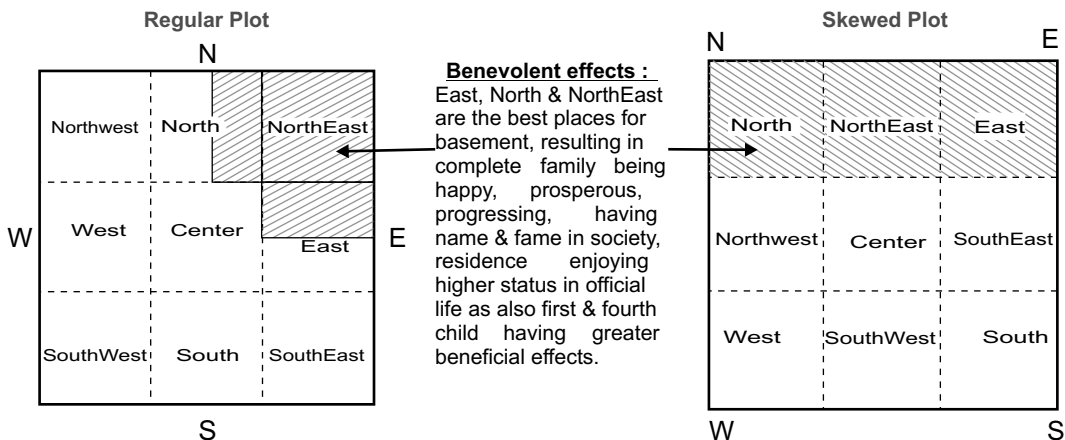 Regular Plot
N
Northwest North NorthEast
West Center East
W E
SouthWest South SouthEast
S
Benevolent effects :
East, North & NorthEast
are the best places for
basement, resulting in
complete family being
happy, prosperous,
progressing, having
name & fame in society,
residence enjoying
higher status in official
life as also first & fourth
child having greater
beneficial effects.
Skewed Plot
N E
North NorthEast East
Northwest Center SouthEast
West SouthWest South
W S